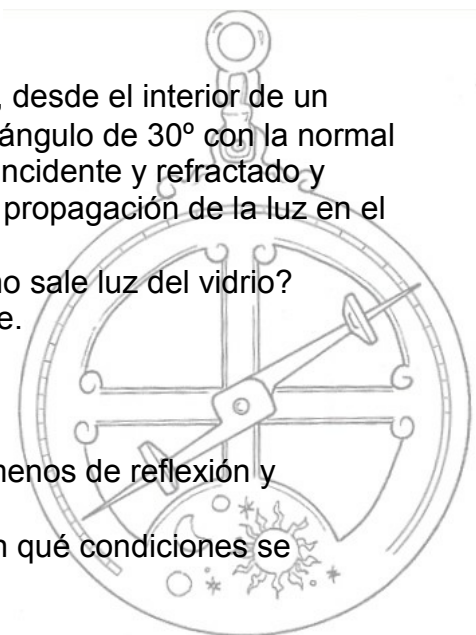 , desde el interior de un
ángulo de 30º con la normal
ncidente y refractado y
propagación de la luz en el
no sale luz del vidrio?
e.
menos de reflexión y
n qué condiciones se